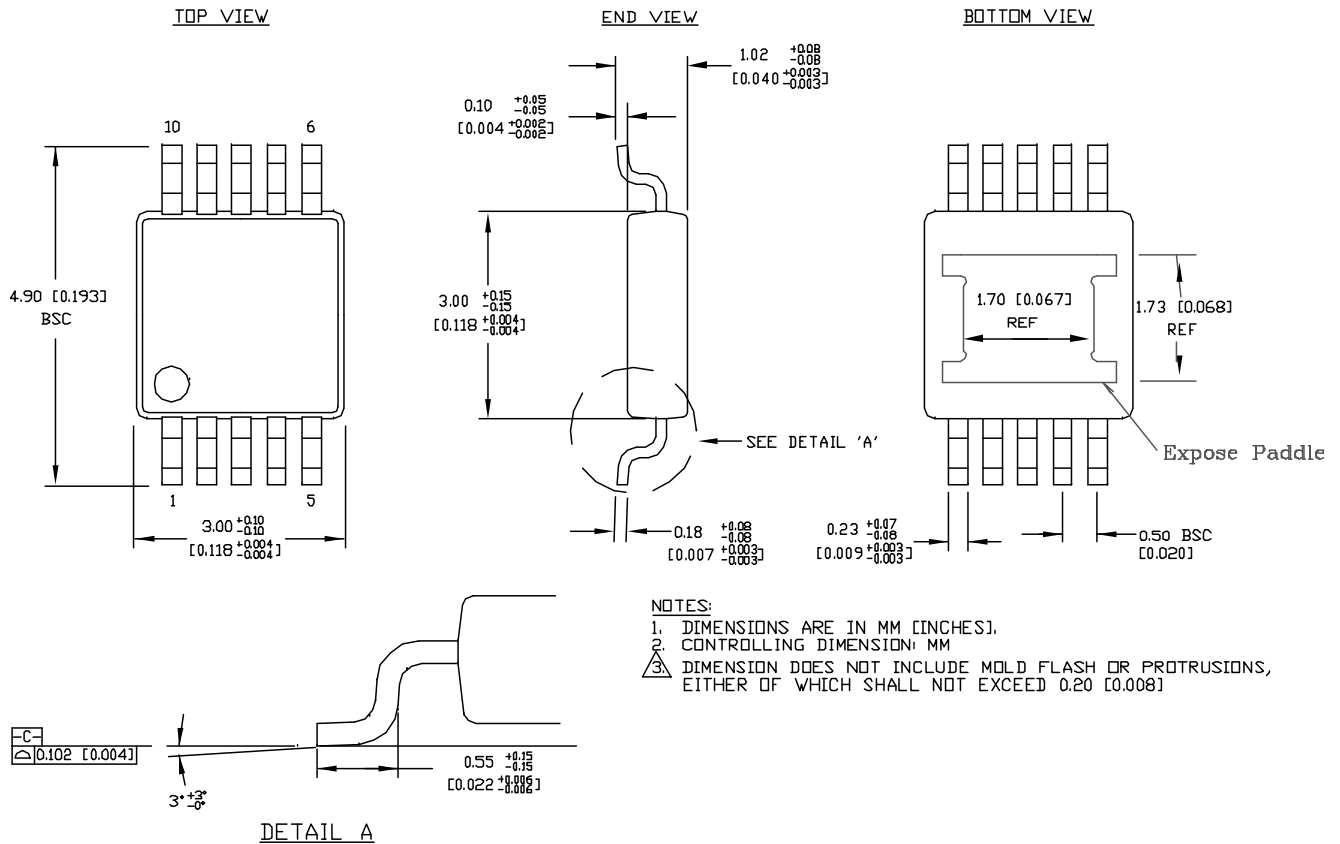 TOP VIEW
END VIEW
BOTTOM VIEW
1.02 +0.08 -0.08
[0.040 +0.003 -0.003]
0.10 +0.05 -0.05
[0.004 +0.002 -0.002]
10 6
4.90 [0.193]
BSC
3.00 +0.15 -0.15
[0.118 +0.004 -0.004]
1.70 [0.067]
REF
1.73 [0.068]
REF
SEE DETAIL 'A'
Expose Paddle
1 5
3.00 +0.10 -0.10
[0.118 +0.004 -0.004]
0.18 +0.08 -0.08
[0.007 +0.003 -0.003]
0.23 +0.07 -0.08
[0.009 +0.003 -0.003]
0.50 BSC
[0.020]
NOTES:
1. DIMENSIONS ARE IN MM [INCHES].
2. CONTROLLING DIMENSION: MM
3. DIMENSION DOES NOT INCLUDE MOLD FLASH OR PROTRUSIONS,
EITHER OF WHICH SHALL NOT EXCEED 0.20 [0.008]
-C-
0.102 [0.004]
3° +3° -0°
0.55 +0.15 -0.15
[0.022 +0.006 -0.006]
DETAIL A